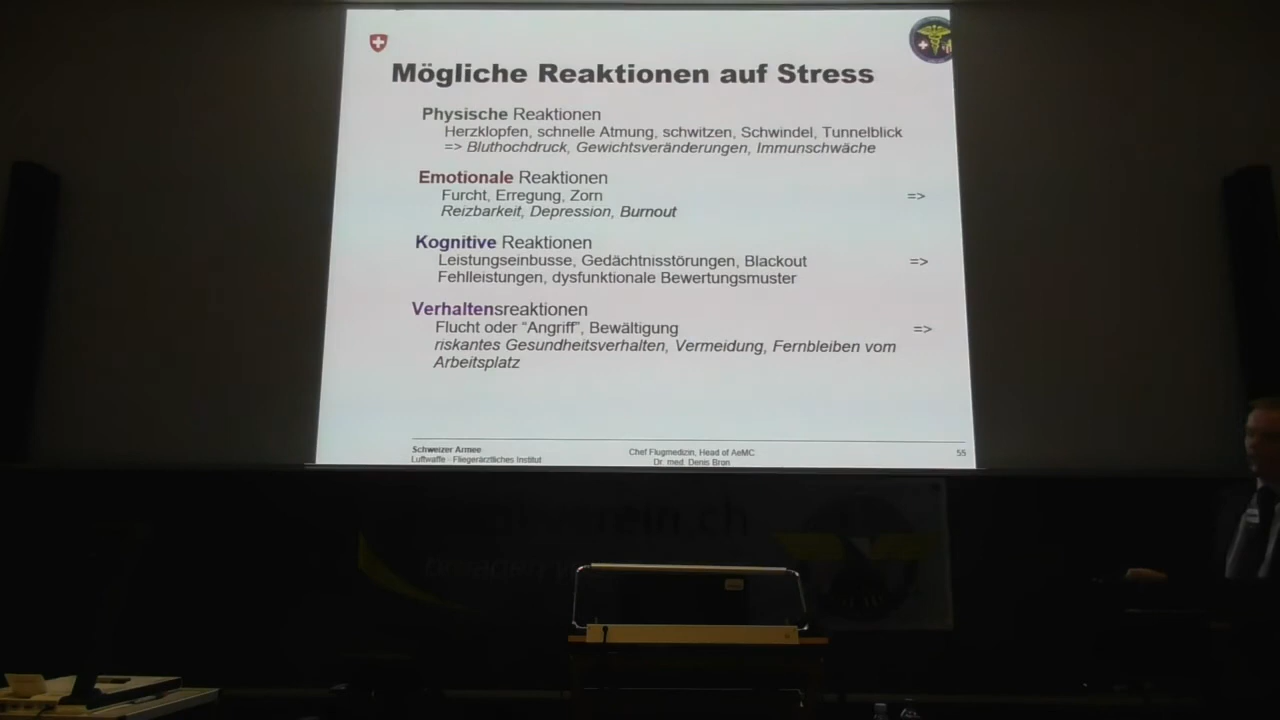 Mögliche Reaktionen auf Stress
Physische Reaktionen
Herzklopfen, schnelle Atmung, schwitzen, Schwindel, Tunnelblick
=> Bluthochdruck, Gewichtsveränderungen, Immunschwäche
Emotionale Reaktionen
Furcht, Erregung, Zorn =>
Reizbarkeit, Depression, Burnout
Kognitive Reaktionen
Leistungseinbusse, Gedächtnisstörungen, Blackout =>
Fehlleistungen, dysfunktionale Bewertungsmuster
Verhaltensreaktionen
Flucht oder “Angriff”, Bewältigung =>
riskantes Gesundheitsverhalten, Vermeidung, Fernbleiben vom
Arbeitsplatz
Schweizer Armee
Luftwaffe - Fliegerärztliches Institut
Chef Flugmedizin, Head of AeMC
Dr. med. Denis Bron
55